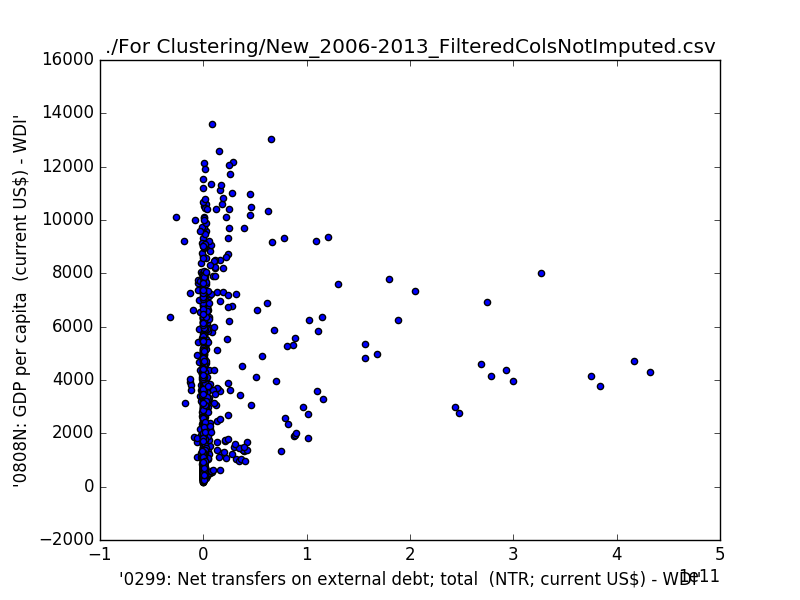 ./For Clustering/New_2006-2013_FilteredColsNotImputed.csv
16000
14000
12000
10000
8000
6000
4000
2000
0
−2000
'0808N: GDP per capita  (current US$) - WDI'
−1 0 1 2 3 4 5
1e11
'0299: Net transfers on external debt; total  (NTR; current US$) - WDI'